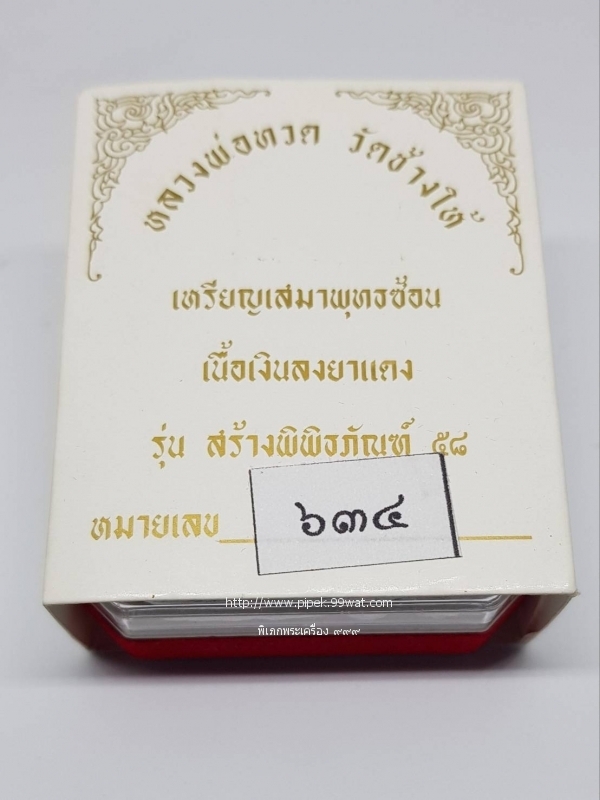 หลวงพ่อทวด วัดช้างให้
เหรียญเสมาพุทธซ้อน
เนื้อเงินลงยาแดง
รุ่น สร้างพิพิธภัณฑ์ ๕๘
หมายเลข ๖๓๔
http://www.pipek.99wat.com
พิเภกพระเครื่อง ๙๙๙